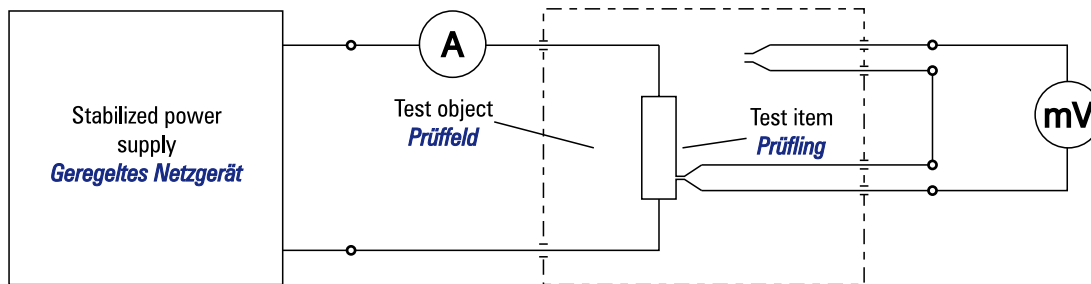 Stabilized power
supply
Geregeltes Netzgerät
A
Test object
Prüffeld
Test item
Prüfling
mV